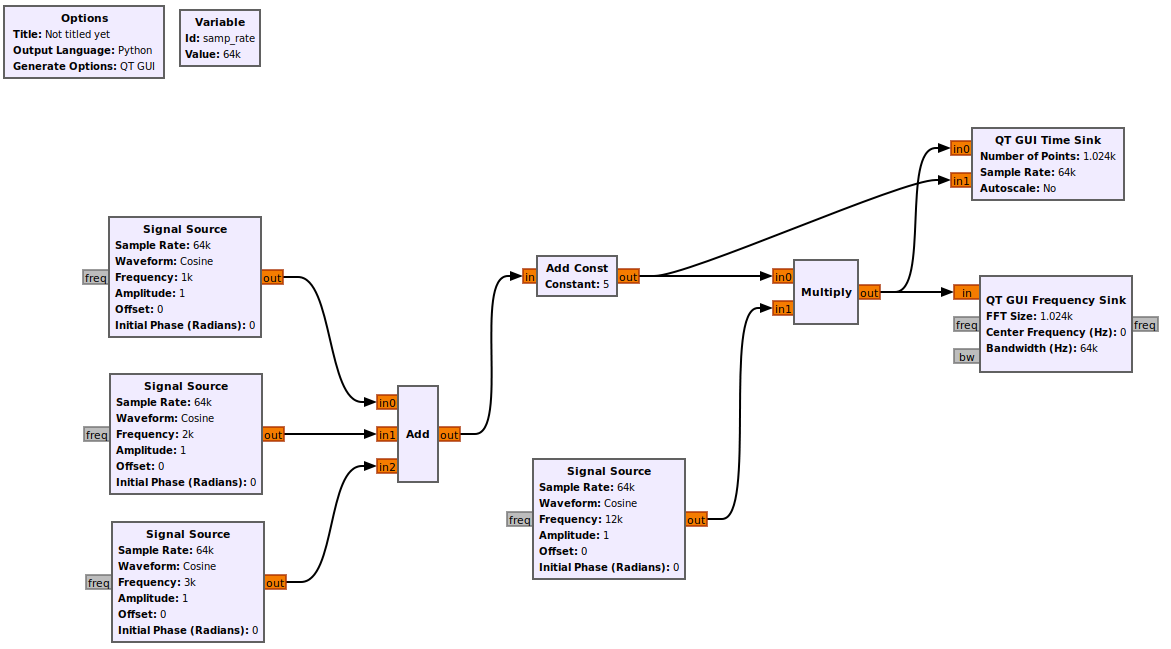 Options
Title: Not titled yet
Output Language: Python
Generate Options: QT GUI
Variable
Id: samp_rate
Value: 64k
QT GUI Time Sink
Number of Points: 1.024k
Sample Rate: 64k
Autoscale: No
in0
in1
Signal Source
Sample Rate: 64k
Waveform: Cosine
Frequency: 1k
Amplitude: 1
Offset: 0
Initial Phase (Radians): 0
freq
out
Add Const
Constant: 5
in
out
Multiply
in0
in1
out
QT GUI Frequency Sink
FFT Size: 1.024k
Center Frequency (Hz): 0
Bandwidth (Hz): 64k
in
freq
bw
freq
Signal Source
Sample Rate: 64k
Waveform: Cosine
Frequency: 2k
Amplitude: 1
Offset: 0
Initial Phase (Radians): 0
freq
out
in0
in1
in2
Add
out
Signal Source
Sample Rate: 64k
Waveform: Cosine
Frequency: 12k
Amplitude: 1
Offset: 0
Initial Phase (Radians): 0
freq
out
Signal Source
Sample Rate: 64k
Waveform: Cosine
Frequency: 3k
Amplitude: 1
Offset: 0
Initial Phase (Radians): 0
freq
out